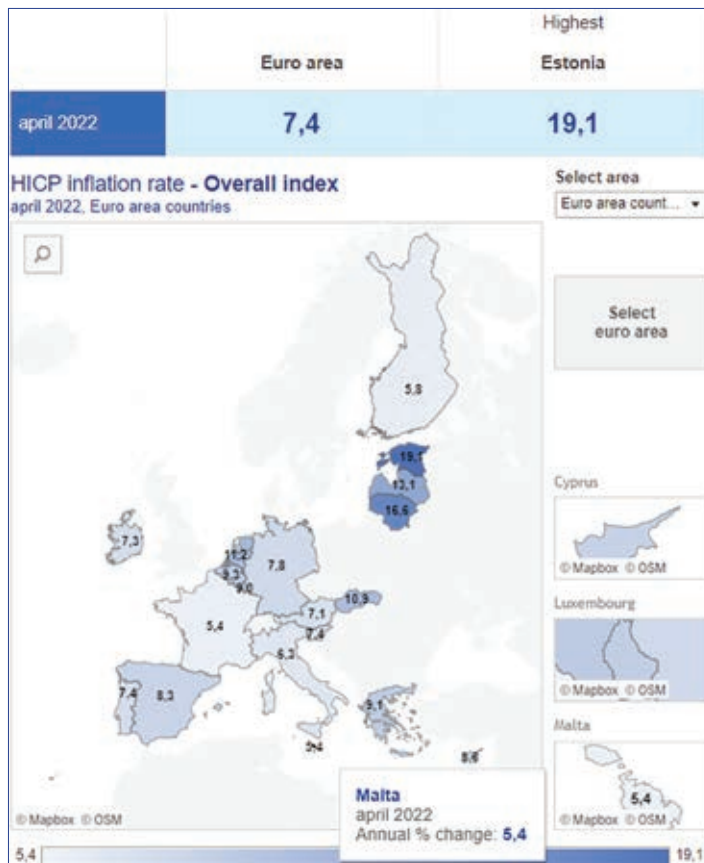 Highest
Euro area
Estonia
april 2022
7,4
19,1
HICP inflation rate - Overall index
april 2022, Euro area countries
Select area
Euro area count...
Select
euro area
5,8
19,1
13,1
16,6
7,3
11,2
7,8
9,3
9,0
10,9
5,4
7,1
7,4
6,3
7,4
8,3
9,1
5,4
8,6
Cyprus
© Mapbox © OSM
Luxembourg
© Mapbox © OSM
Malta
5,4
© Mapbox © OSM
Malta
april 2022
Annual % change: 5,4
© Mapbox © OSM
5,4
19,1